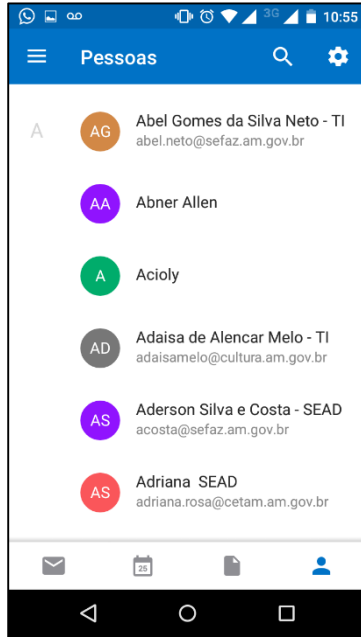 3G 10:55
Pessoas
A
AG Abel Gomes da Silva Neto - TI
abel.neto@sefaz.am.gov.br
AA Abner Allen
A Acioly
AD Adaisa de Alencar Melo - TI
adaisamelo@cultura.am.gov.br
AS Aderson Silva e Costa - SEAD
acosta@sefaz.am.gov.br
AS Adriana SEAD
adriana.rosa@cetam.am.gov.br
25